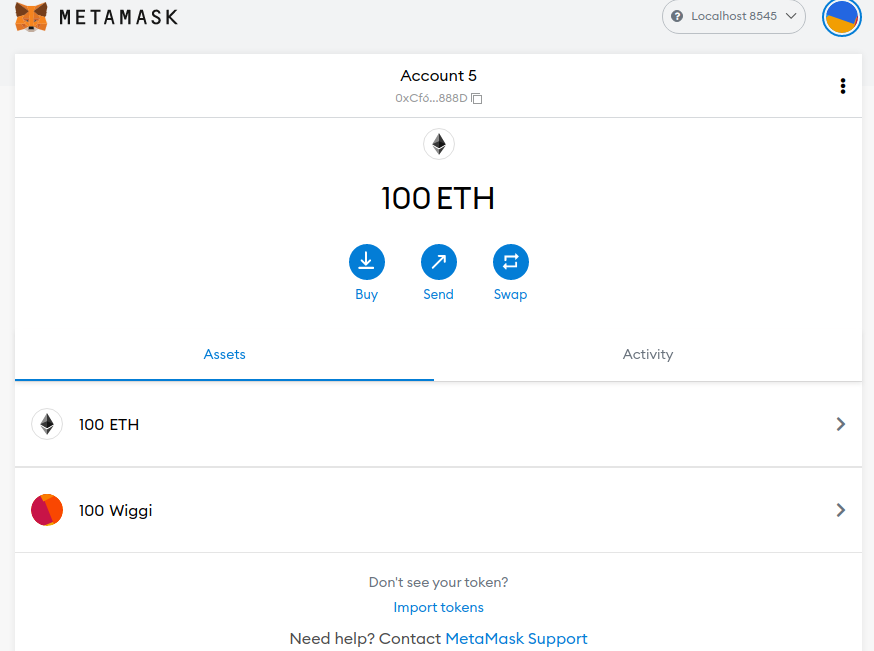 METAMASK
Localhost 8545
Account 5
0xCf6...888D
100 ETH
Buy
Send
Swap
Assets
Activity
100 ETH
100 Wiggi
Don't see your token?
Import tokens
Need help? Contact MetaMask Support